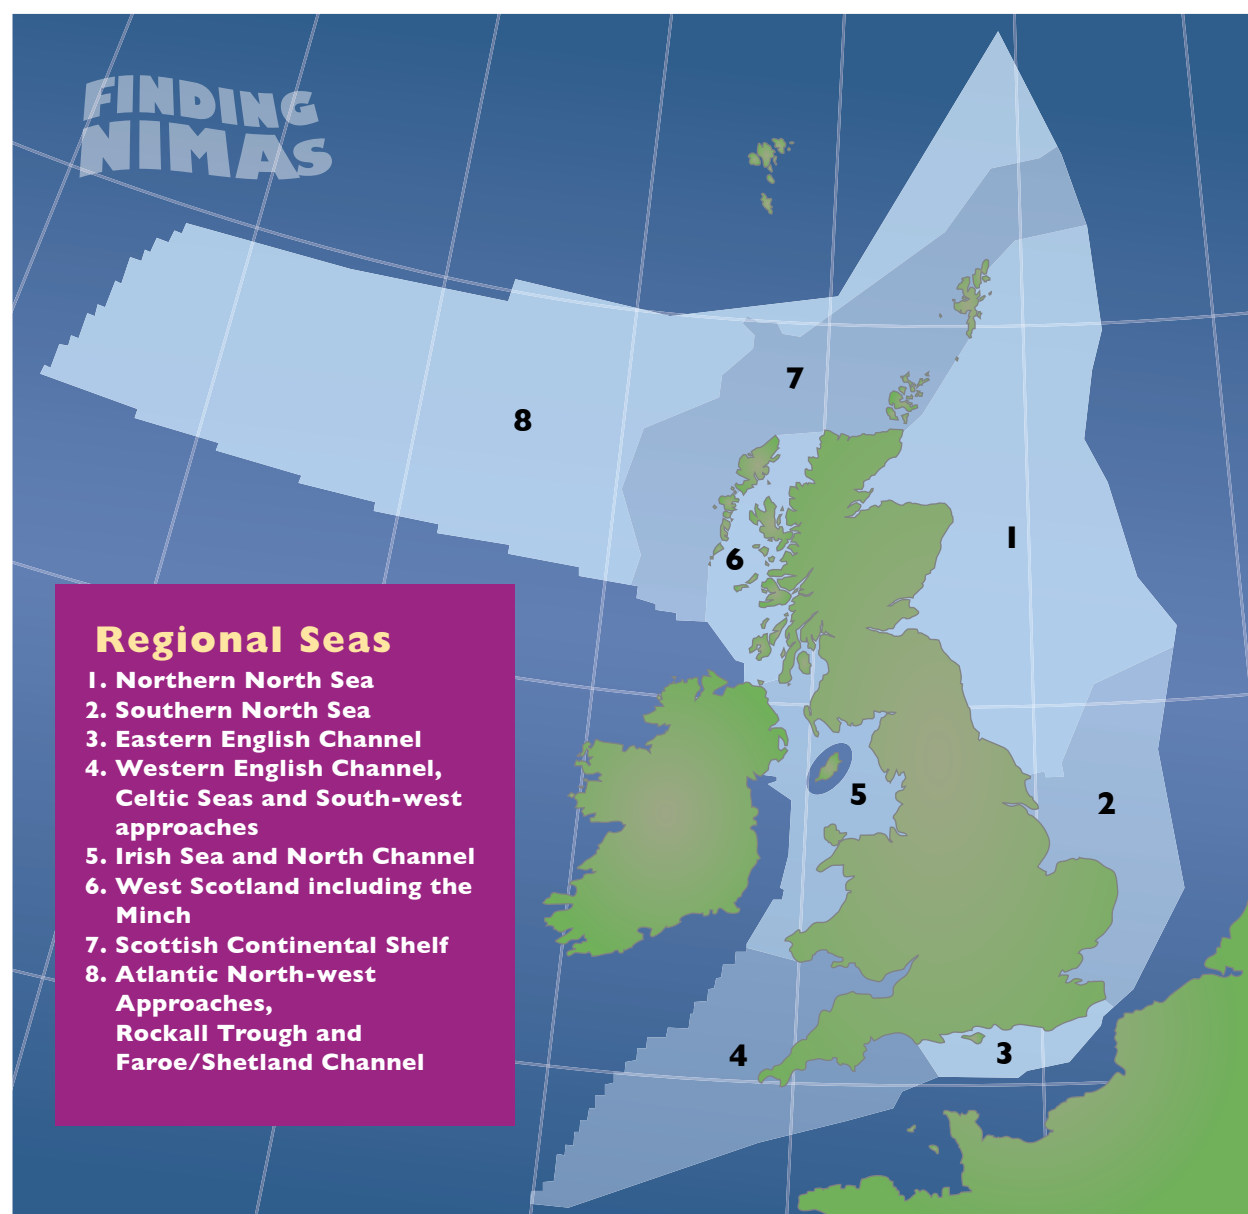 FINDING
NIMAS
7
8
1
6
5
2
4
3
Regional Seas
1. Northern North Sea
2. Southern North Sea
3. Eastern English Channel
4. Western English Channel,
Celtic Seas and South-west
approaches
5. Irish Sea and North Channel
6. West Scotland including the
Minch
7. Scottish Continental Shelf
8. Atlantic North-west
Approaches,
Rockall Trough and
Faroe/Shetland Channel